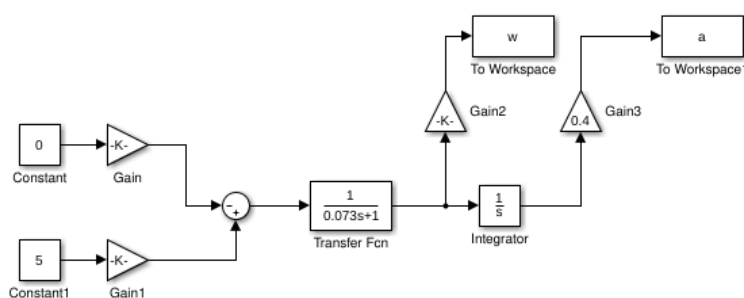 w
To Workspace
a
To Workspace1
-K-
Gain2
0.4
Gain3
0
Constant
-K-
Gain
-
+
1
0.073s+1
Transfer Fcn
1
s
Integrator
5
Constant1
-K-
Gain1